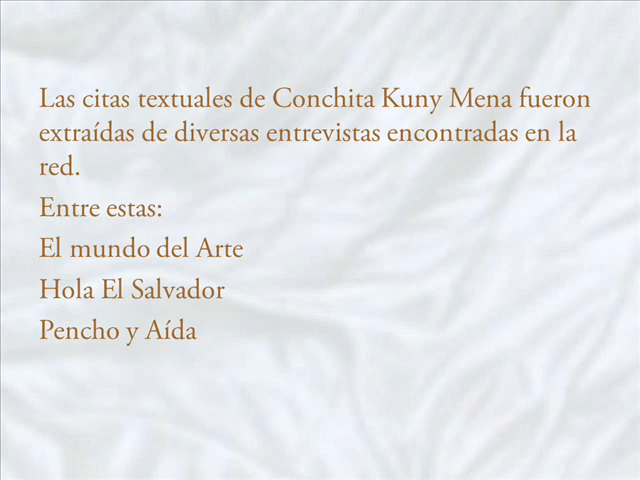 Las citas textuales de Conchita Kuny Mena fueron
extraídas de diversas entrevistas encontradas en la
red.
Entre estas:
El mundo del Arte
Hola El Salvador
Pencho y Aída